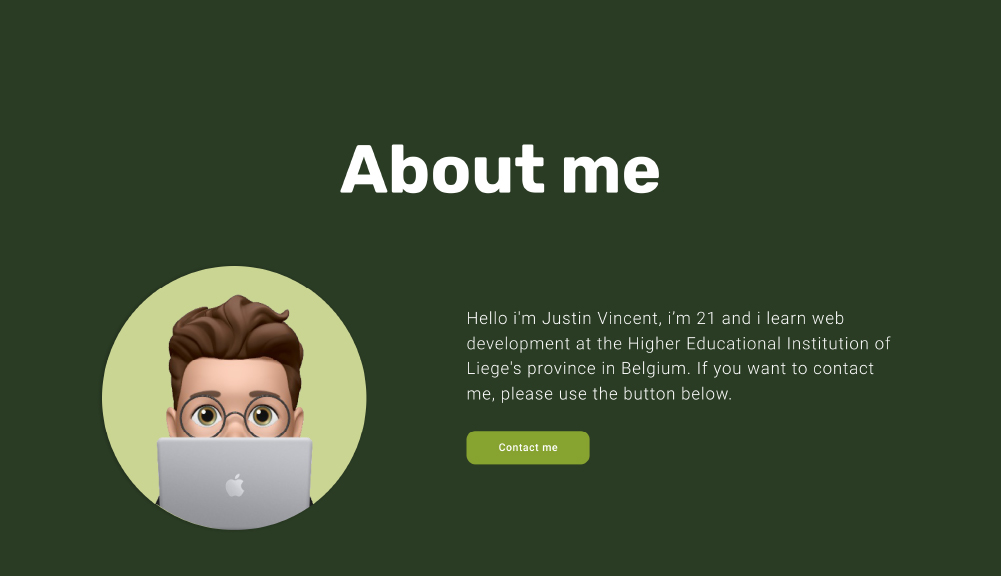 About me
Hello i'm Justin Vincent, i'm 21 and i learn web
development at the Higher Educational Institution of
Liege's province in Belgium. If you want to contact
me, please use the button below.
Contact me